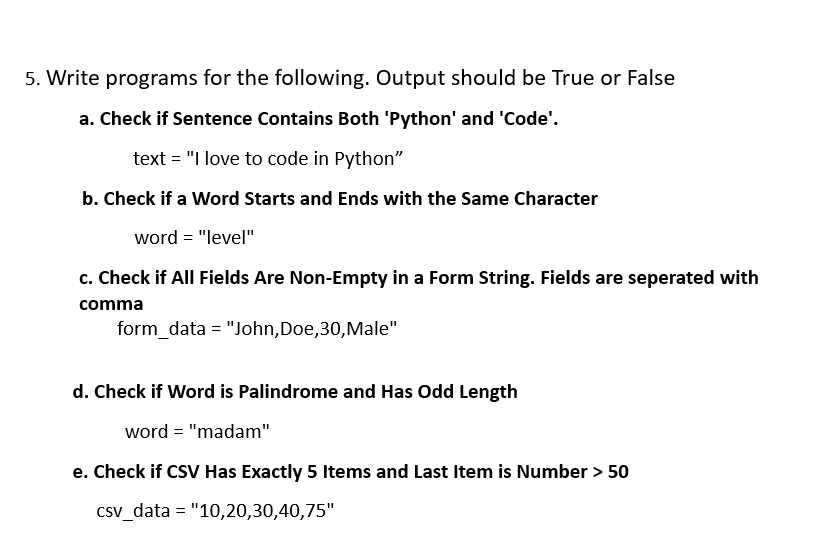 5. Write programs for the following. Output should be True or False
a. Check if Sentence Contains Both 'Python' and 'Code'.
text = "I love to code in Python”
b. Check if a Word Starts and Ends with the Same Character
word = "level"
c. Check if All Fields Are Non-Empty in a Form String. Fields are seperated with
comma
form_data = "John,Doe,30,Male"
d. Check if Word is Palindrome and Has Odd Length
word = "madam"
e. Check if CSV Has Exactly 5 Items and Last Item is Number > 50
csv_data = "10,20,30,40,75"